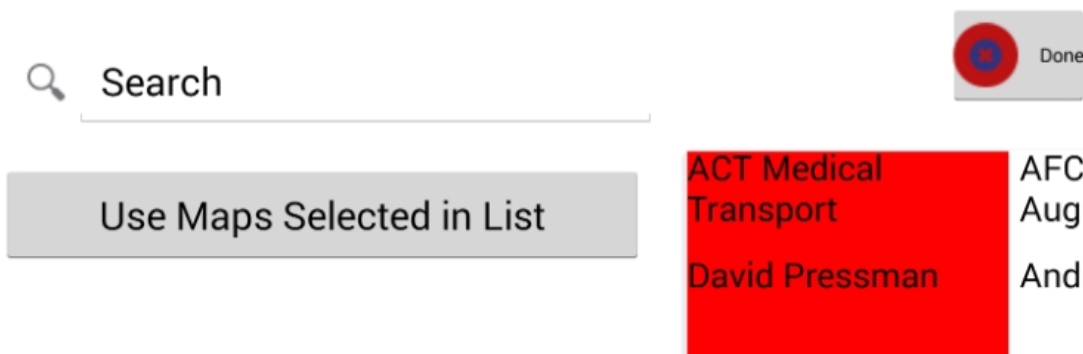 Done
Search
Use Maps Selected in List
ACT Medical
Transport
David Pressman
AFC
Aug
And